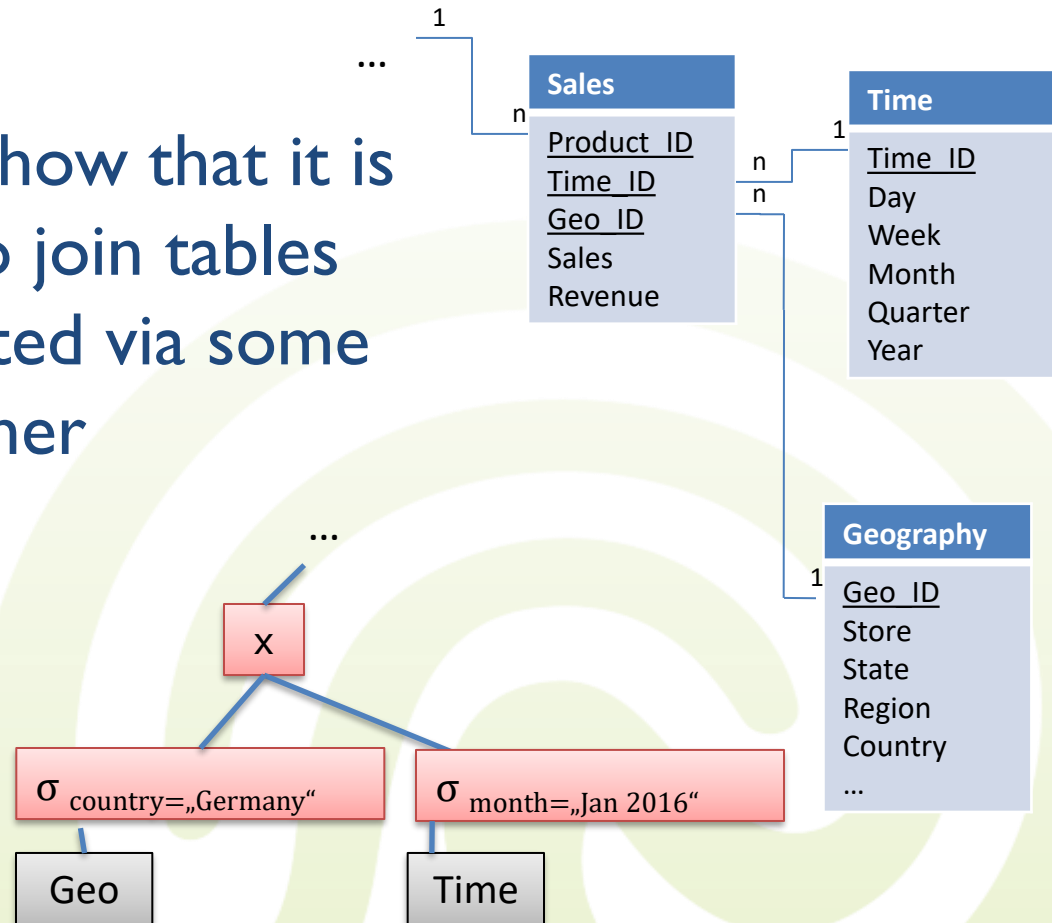 1
...
n
Sales
Product_ID
Time_ID
Geo_ID
Sales
Revenue
n
n
1
Time
Time_ID
Day
Week
Month
Quarter
Year
how that it is
join tables
ted via some
ner
1
Geography
Geo_ID
Store
State
Region
Country
...
...
x
σ country=„Germany“
σ month=„Jan 2016“
Geo
Time